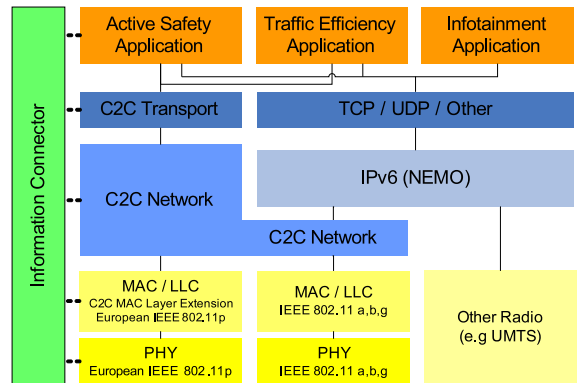 Information Connector
Active Safety
Application
Traffic Efficiency
Application
Infotainment
Application
C2C Transport
TCP / UDP / Other
C2C Network
IPv6 (NEMO)
C2C Network
MAC / LLC
C2C MAC Layer Extension
European IEEE 802.11p
MAC / LLC
IEEE 802.11 a,b,g
Other Radio
(e.g UMTS)
PHY
European IEEE 802.11p
PHY
IEEE 802.11 a,b,g